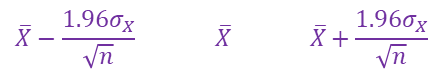 X̄ − 1.96σ_X / √n    X̄    X̄ + 1.96σ_X / √n